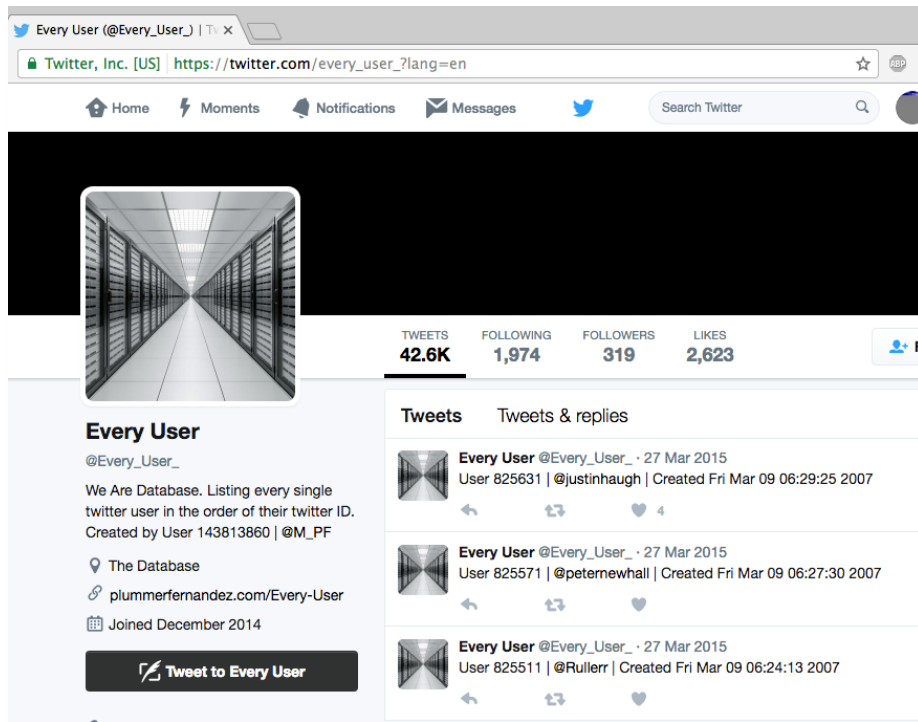 Every User (@Every_User_) | Tw
Twitter, Inc. [US] https://twitter.com/every_user_?lang=en
ABP
Home Moments Notifications Messages Search Twitter
TWEETS FOLLOWING FOLLOWERS LIKES
42.6K 1,974 319 2,623
Every User
@Every_User_
We Are Database. Listing every single
twitter user in the order of their twitter ID.
Created by User 143813860 | @M_PF
The Database
plummerfernandez.com/Every-User
Joined December 2014
Tweet to Every User
Tweets Tweets & replies
Every User @Every_User_ · 27 Mar 2015
User 825631 | @justinhaugh | Created Fri Mar 09 06:29:25 2007
4
Every User @Every_User_ · 27 Mar 2015
User 825571 | @peternewhall | Created Fri Mar 09 06:27:30 2007
Every User @Every_User_ · 27 Mar 2015
User 825511 | @Rullerr | Created Fri Mar 09 06:24:13 2007